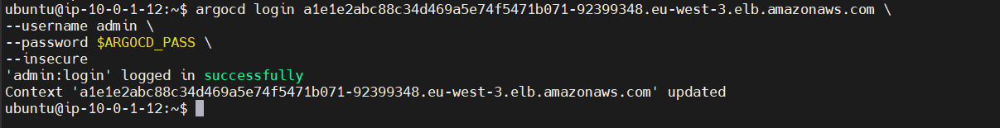 ubuntu@ip-10-0-1-12:~$ argocd login a1e1e2abc88c34d469a5e74f5471b071-92399348.eu-west-3.elb.amazonaws.com \
--username admin \
--password $ARGOCD_PASS \
--insecure
'admin:login' logged in successfully
Context 'a1e1e2abc88c34d469a5e74f5471b071-92399348.eu-west-3.elb.amazonaws.com' updated
ubuntu@ip-10-0-1-12:~$